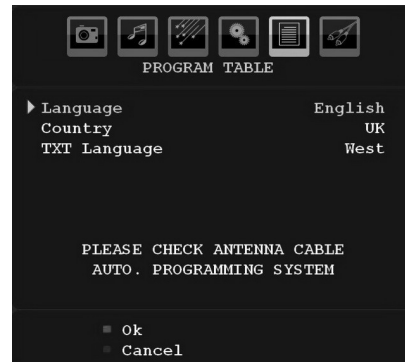 PROGRAM TABLE
Language English
Country UK
TXT Language West
PLEASE CHECK ANTENNA CABLE
AUTO. PROGRAMMING SYSTEM
Ok
Cancel